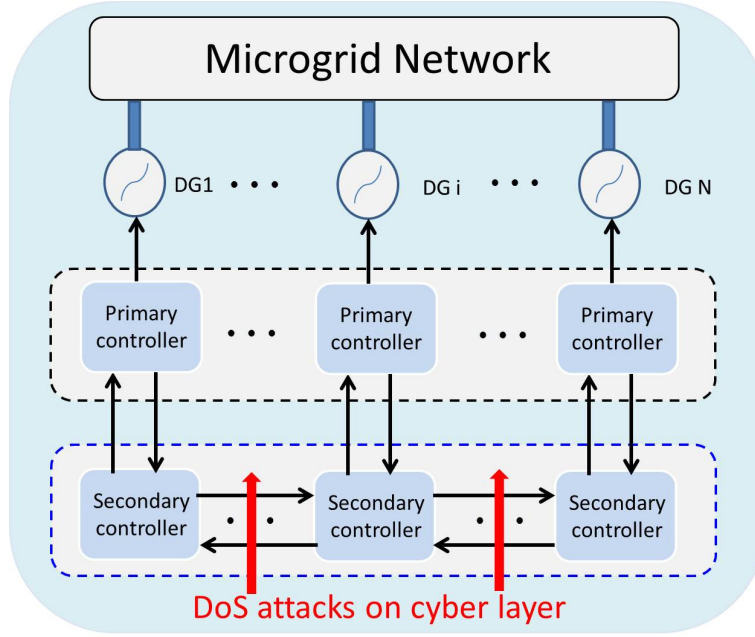 Microgrid Network
DG1
DG i
DG N
Primary
controller
Primary
controller
Primary
controller
Secondary
controller
Secondary
controller
Secondary
controller
DoS attacks on cyber layer